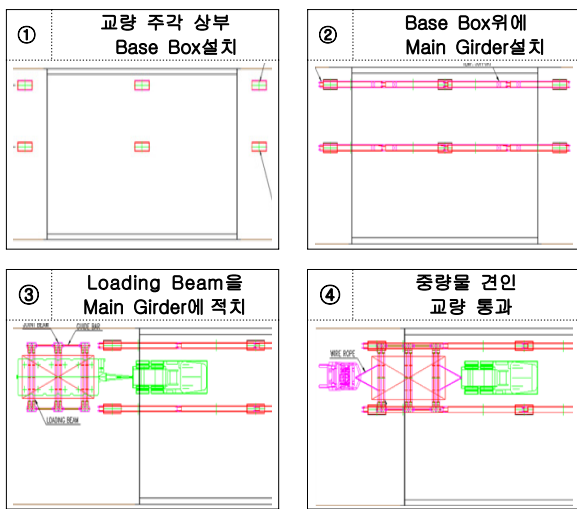 ①
교량 주각 상부
Base Box설치
②
Base Box위에
Main Girder설치
③
Loading Beam을
Main Girder에 적치
JOINT BEAM
GUIDE BAR
LOADING BEAM
④
중량물 견인
교량 통과
WIRE ROPE